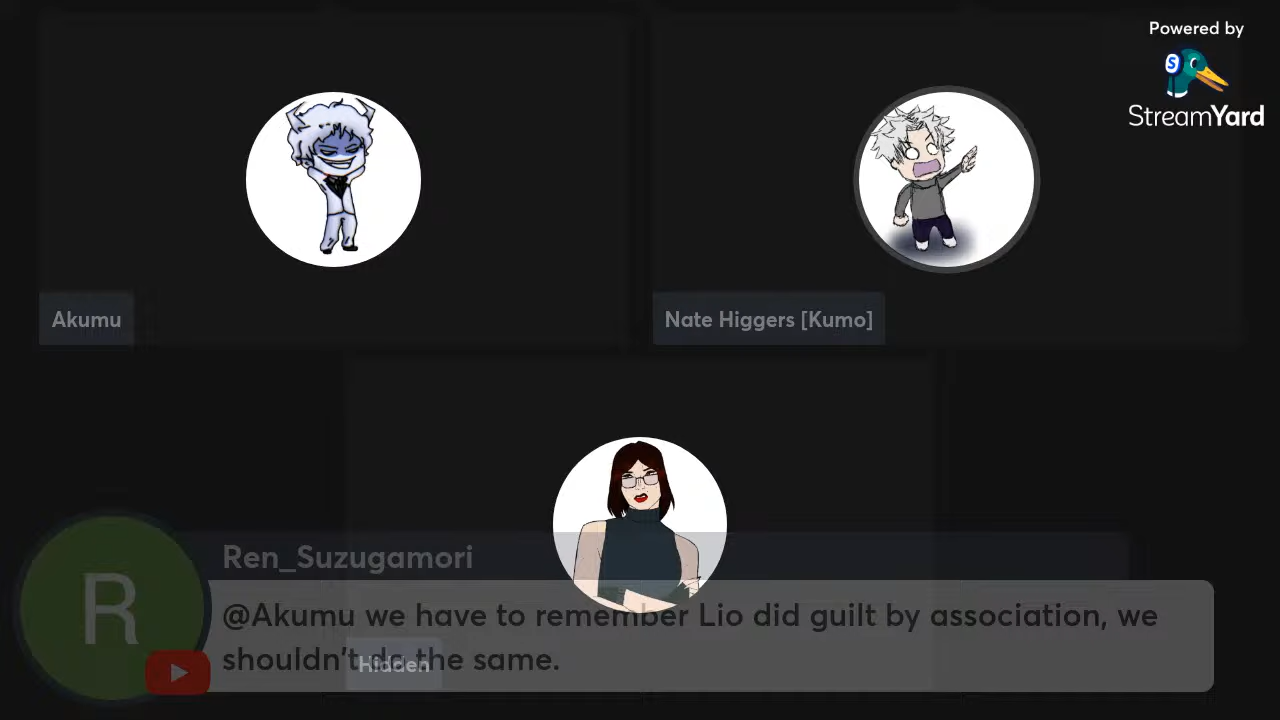 Powered by
S
StreamYard
Akumu
Nate Higgers [Kumo]
R
Ren_Suzugamori
@Akumu we have to remember Lio did guilt by association, we
shouldn't do the same.
Hidden